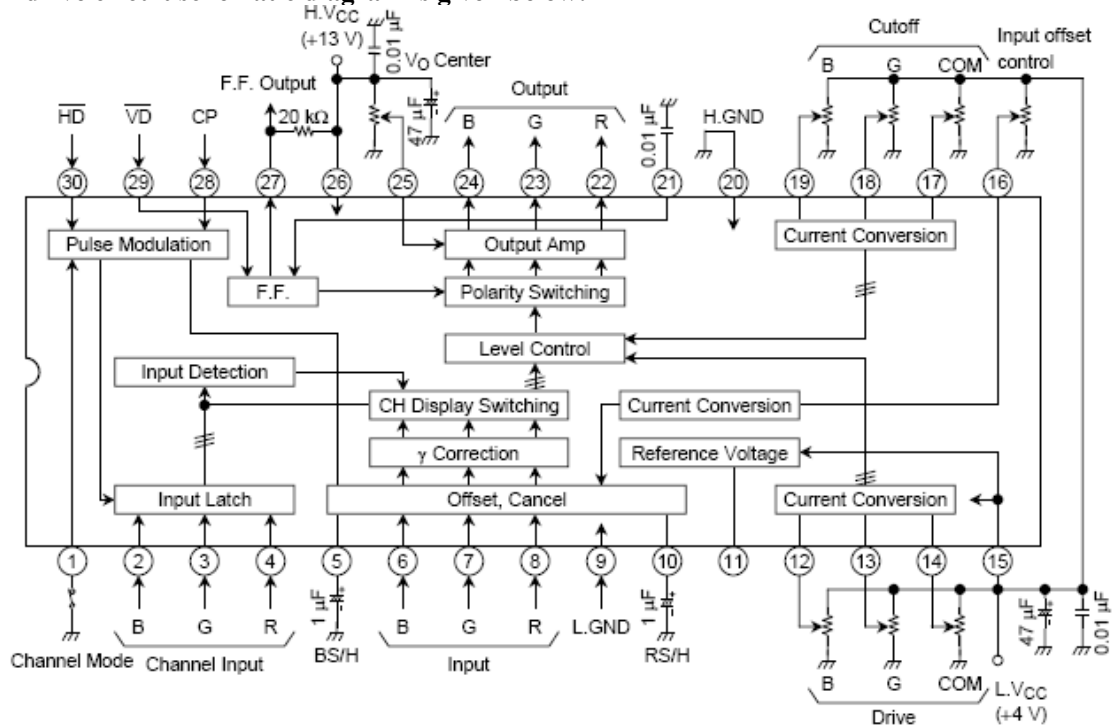 H.VCC
(+13 V)
0.01 µF
VO Center
47 µF
F.F. Output
20 kΩ
Output
B G R
0.01 µF
H.GND
Cutoff
B G COM
Input offset
control
HD VD CP
30 29 28 27 26 25 24 23 22 21 20 19 18 17 16
Pulse Modulation
Output Amp
Current Conversion
F.F.
Polarity Switching
Level Control
Input Detection
CH Display Switching
Current Conversion
γ Correction
Reference Voltage
Input Latch
Offset, Cancel
Current Conversion
1 2 3 4 5 6 7 8 9 10 11 12 13 14 15
Channel Mode
B G R
Channel Input
1 µF
BS/H
B G R
Input
L.GND
1 µF
RS/H
B G COM
Drive
L.VCC
(+4 V)
47 µF
0.01 µF